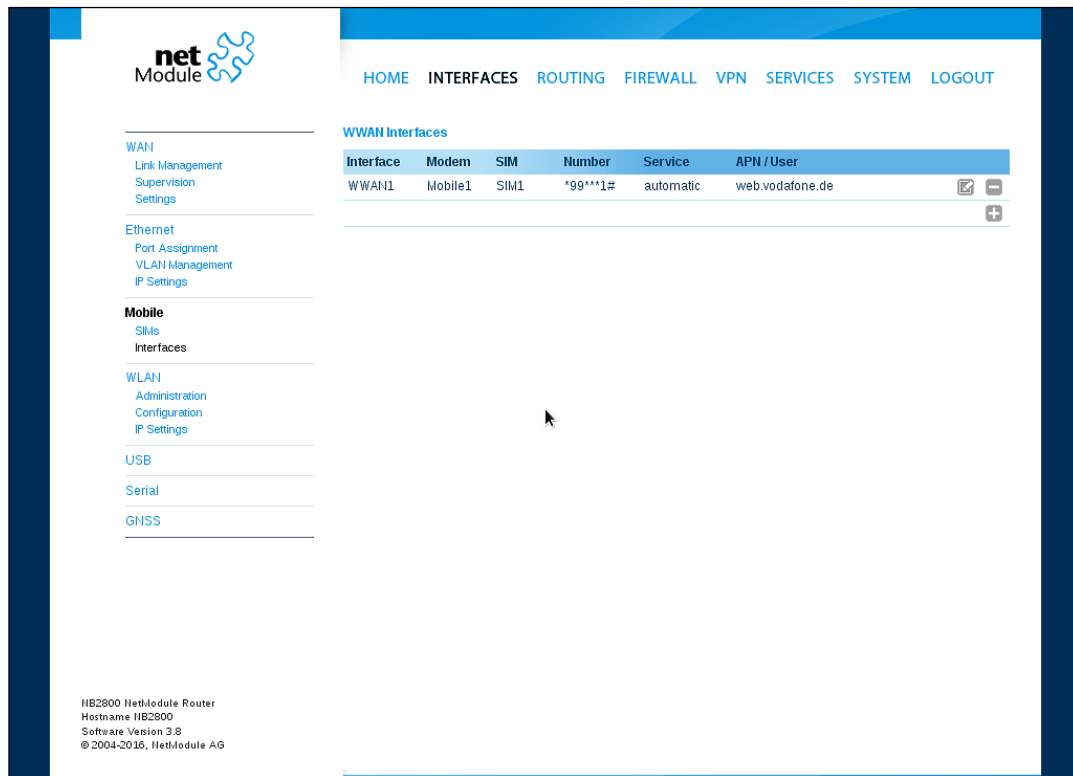 net
Module
HOME INTERFACES ROUTING FIREWALL VPN SERVICES SYSTEM LOGOUT
WAN
Link Management
Supervision
Settings
Ethernet
Port Assignment
VLAN Management
IP Settings
Mobile
SIMs
Interfaces
WLAN
Administration
Configuration
IP Settings
USB
Serial
GNSS
WWAN Interfaces
Interface Modem SIM Number Service APN / User
WWAN1 Mobile1 SIM1 *99***1# automatic web.vodafone.de
NB2800 NetModule Router
Hostname NB2800
Software Version 3.8
© 2004-2016, NetModule AG